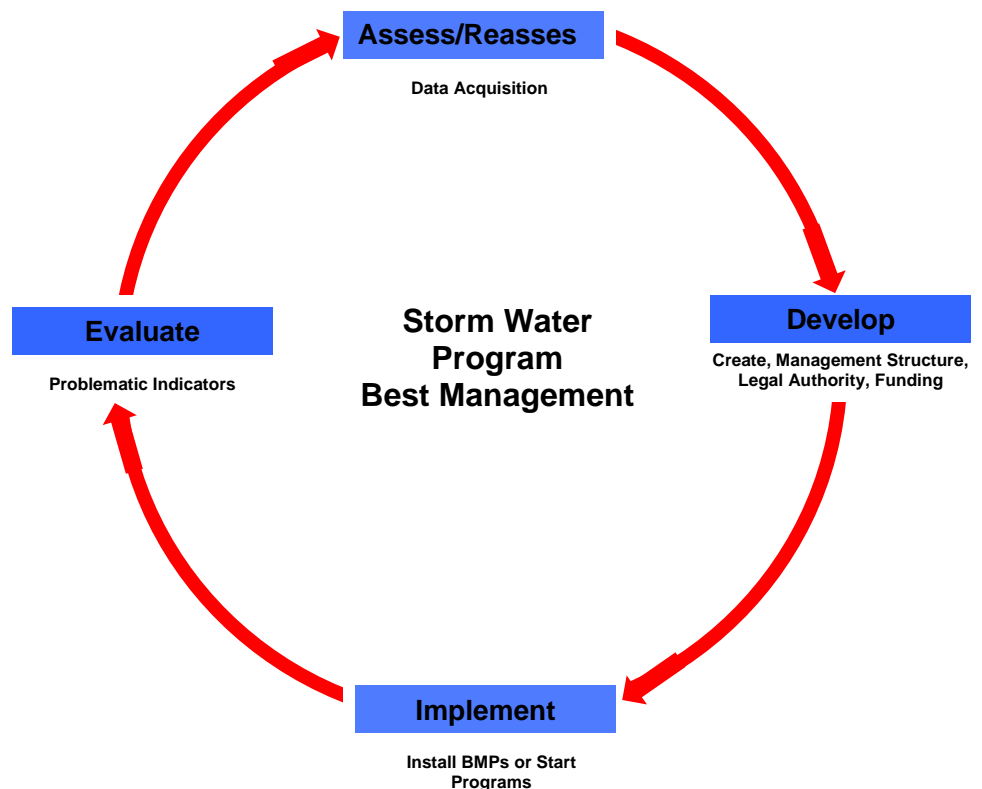 Assess/Reasses
Data Acquisition
Evaluate
Problematic Indicators
Storm Water
Program
Best Management
Develop
Create, Management Structure,
Legal Authority, Funding
Implement
Install BMPs or Start
Programs